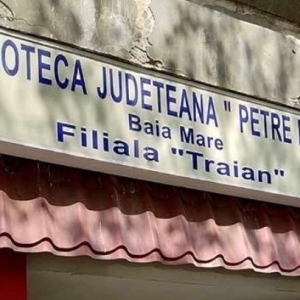 OTECA JUDETEANA " PETRE
Baia Mare
Filiala "Traian"